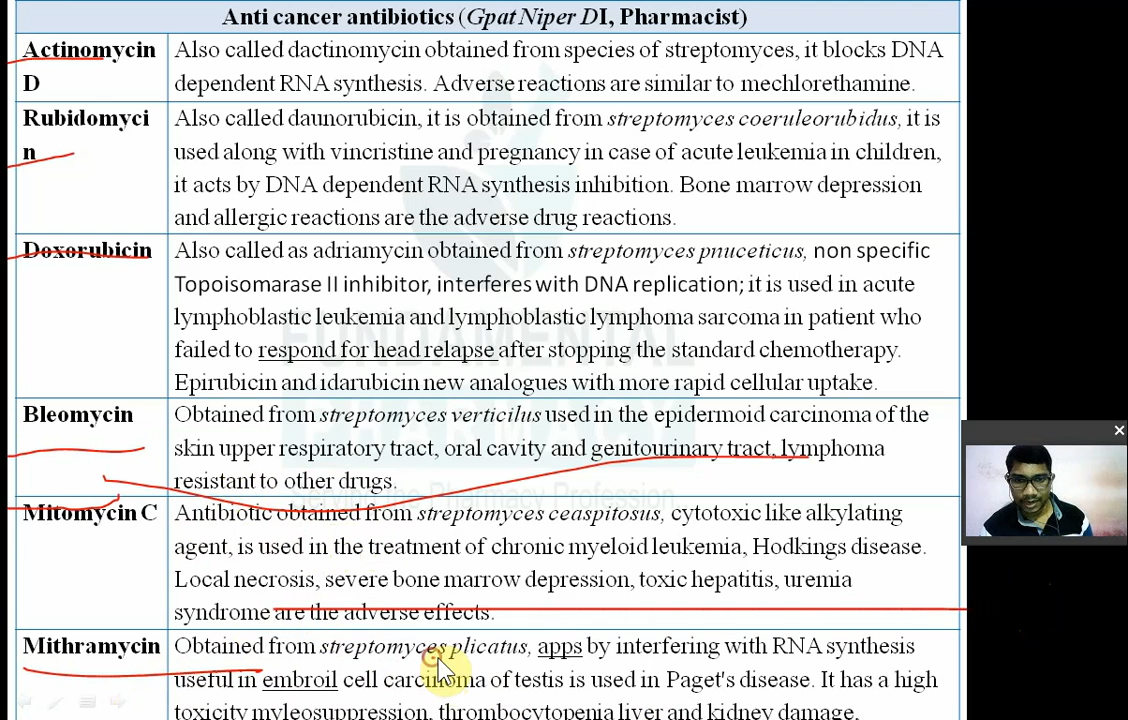 Anti cancer antibiotics (Gpat Niper DI, Pharmacist)
Actinomycin
D
Also called dactinomycin obtained from species of streptomyces, it blocks DNA
dependent RNA synthesis. Adverse reactions are similar to mechlorethamine.
Rubidomyci
n
Also called daunorubicin, it is obtained from streptomyces coeruleorubidus, it is
used along with vincristine and pregnancy in case of acute leukemia in children,
it acts by DNA dependent RNA synthesis inhibition. Bone marrow depression
and allergic reactions are the adverse drug reactions.
Doxorubicin
Also called as adriamycin obtained from streptomyces pnuceticus, non specific
Topoisomarase II inhibitor, interferes with DNA replication; it is used in acute
lymphoblastic leukemia and lymphoblastic lymphoma sarcoma in patient who
failed to respond for head relapse after stopping the standard chemotherapy.
Epirubicin and idarubicin new analogues with more rapid cellular uptake.
Bleomycin
Obtained from streptomyces verticilus used in the epidermoid carcinoma of the
skin upper respiratory tract, oral cavity and genitourinary tract, lymphoma
resistant to other drugs.
Mitomycin C
Antibiotic obtained from streptomyces ceaspitosus, cytotoxic like alkylating
agent, is used in the treatment of chronic myeloid leukemia, Hodkings disease.
Local necrosis, severe bone marrow depression, toxic hepatitis, uremia
syndrome are the adverse effects.
Mithramycin
Obtained from streptomyces plicatus, apps by interfering with RNA synthesis
useful in embroil cell carcinoma of testis is used in Paget's disease. It has a high
toxicity myleosuppression, thrombocytopenia liver and kidney damage,
FUNDAMENTAL
PHARMACY
Serving the Pharmacy Profession